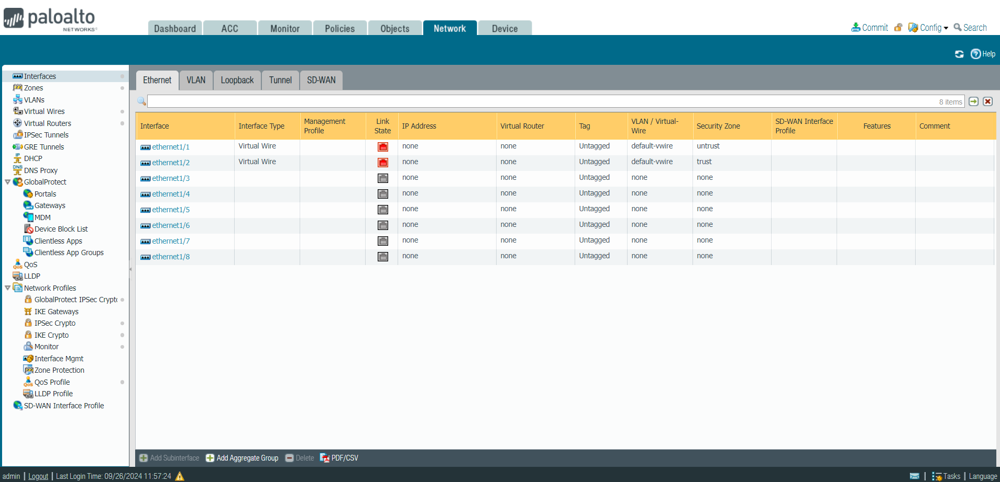 paloalto
NETWORKS®
Dashboard ACC Monitor Policies Objects Network Device
Commit Config Search
Help
Interfaces
Zones
VLANs
Virtual Wires
Virtual Routers
IPSec Tunnels
GRE Tunnels
DHCP
DNS Proxy
GlobalProtect
Portals
Gateways
MDM
Device Block List
Clientless Apps
Clientless App Groups
QoS
LLDP
Network Profiles
GlobalProtect IPSec Crypto
IKE Gateways
IPSec Crypto
IKE Crypto
Monitor
Interface Mgmt
Zone Protection
QoS Profile
LLDP Profile
SD-WAN Interface Profile
Ethernet VLAN Loopback Tunnel SD-WAN
8 items
Interface Interface Type Management Profile Link State IP Address Virtual Router Tag VLAN / Virtual-Wire Security Zone SD-WAN Interface Profile Features Comment
ethernet1/1 Virtual Wire none none Untagged default-vwire untrust
ethernet1/2 Virtual Wire none none Untagged default-vwire trust
ethernet1/3 none none Untagged none none
ethernet1/4 none none Untagged none none
ethernet1/5 none none Untagged none none
ethernet1/6 none none Untagged none none
ethernet1/7 none none Untagged none none
ethernet1/8 none none Untagged none none
Add Subinterface Add Aggregate Group Delete PDF/CSV
admin | Logout | Last Login Time: 09/26/2024 11:57:24
| Tasks | Language